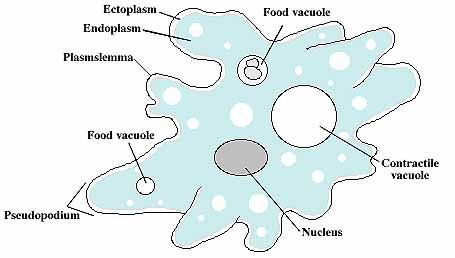 Ectoplasm
Food vacuole
Endoplasm
Plasmslemma
Food vacuole
Contractile
vacuole
Pseudopodium
Nucleus